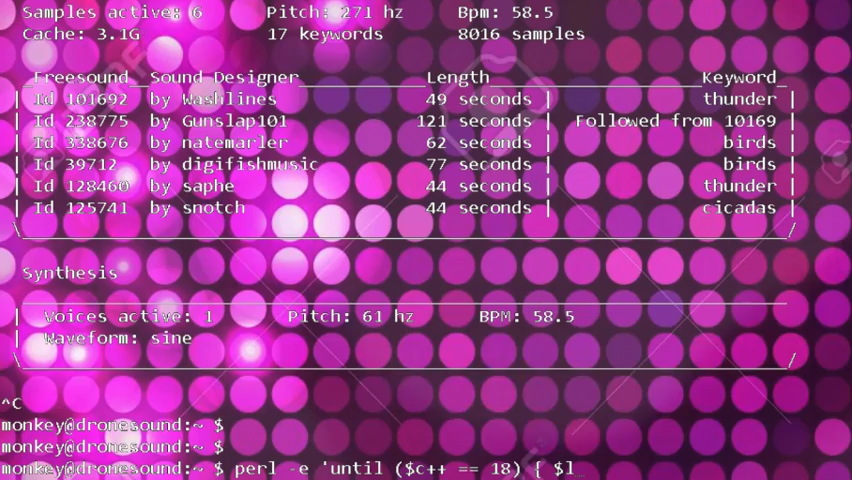 Samples active: 6 Pitch: 271 hz Bpm: 58.5
Cache: 3.1G 17 keywords 8016 samples
Freesound Sound Designer Length Keyword
| Id 101692 by Washlines 49 seconds | thunder |
| Id 238775 by Gunslap101 121 seconds | Followed from 10169 |
| Id 338676 by natemarler 62 seconds | birds |
| Id 39712 by digifishmusic 77 seconds | birds |
| Id 128460 by saphe 44 seconds | thunder |
| Id 125741 by snotch 44 seconds | cicadas |
Synthesis
| Voices active: 1 Pitch: 61 hz BPM: 58.5
| Waveform: sine
^C
monkey@dronesound:~ $
monkey@dronesound:~ $
monkey@dronesound:~ $ perl -e 'until ($c++ == 18) { $l